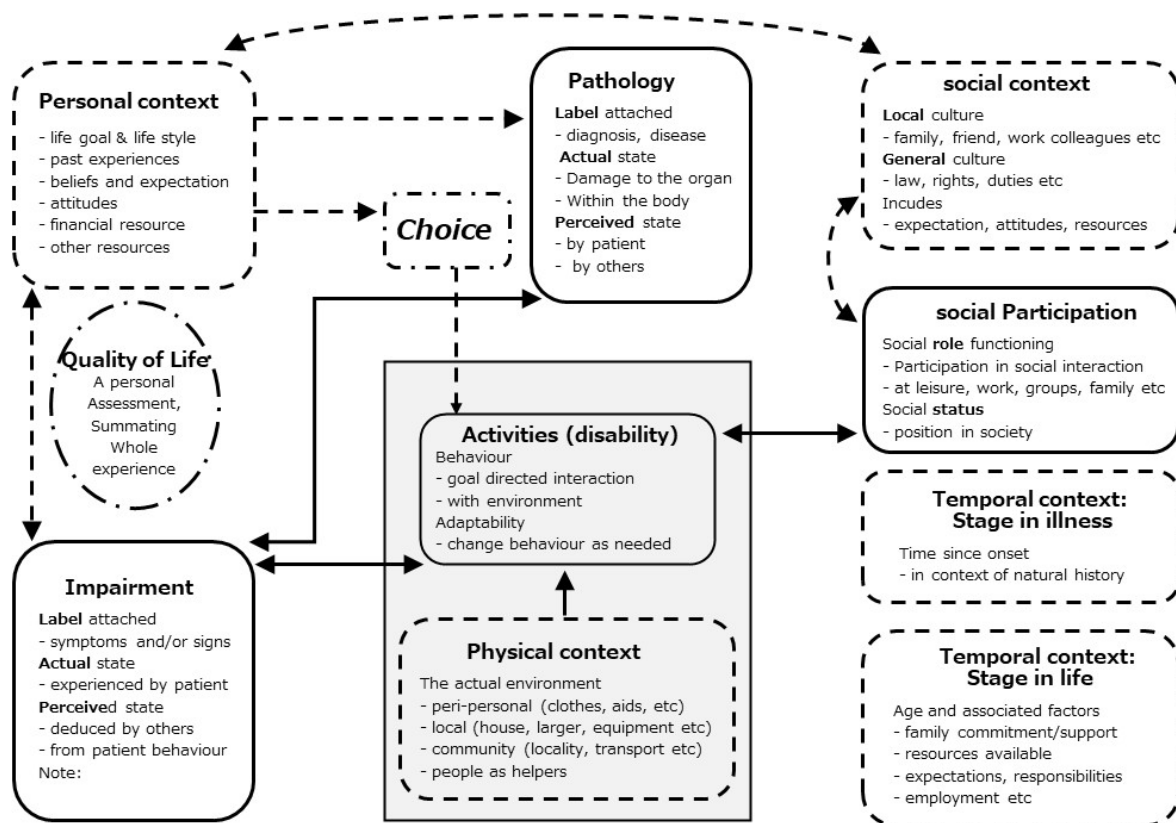 Personal context
- life goal & life style
- past experiences
- beliefs and expectation
- attitudes
- financial resource
- other resources
Choice
Pathology
Label attached
- diagnosis, disease
Actual state
- Damage to the organ
- Within the body
Perceived state
- by patient
- by others
social context
Local culture
- family, friend, work colleagues etc
General culture
- law, rights, duties etc
Incudes
- expectation, attitudes, resources
Quality of Life
A personal
Assessment,
Summating
Whole
experience
Activities (disability)
Behaviour
- goal directed interaction
- with environment
Adaptability
- change behaviour as needed
social Participation
Social role functioning
- Participation in social interaction
- at leisure, work, groups, family etc
Social status
- position in society
Impairment
Label attached
- symptoms and/or signs
Actual state
- experienced by patient
Perceived state
- deduced by others
- from patient behaviour
Note:
Physical context
The actual environment
- peri-personal (clothes, aids, etc)
- local (house, larger, equipment etc)
- community (locality, transport etc)
- people as helpers
Temporal context:
Stage in illness
Time since onset
- in context of natural history
Temporal context:
Stage in life
Age and associated factors
- family commitment/support
- resources available
- expectations, responsibilities
- employment etc